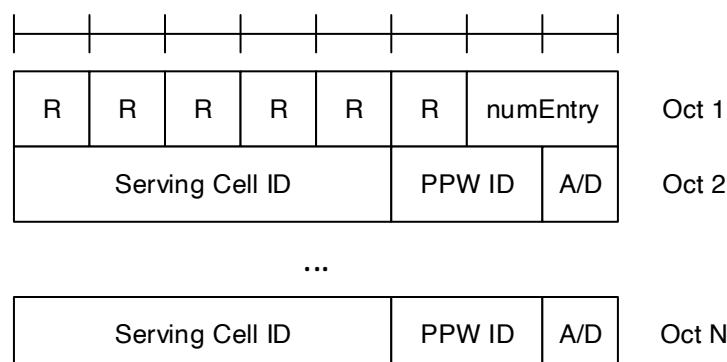 R R R R R R numEntry Oct 1
Serving Cell ID PPW ID A/D Oct 2
...
Serving Cell ID PPW ID A/D Oct N